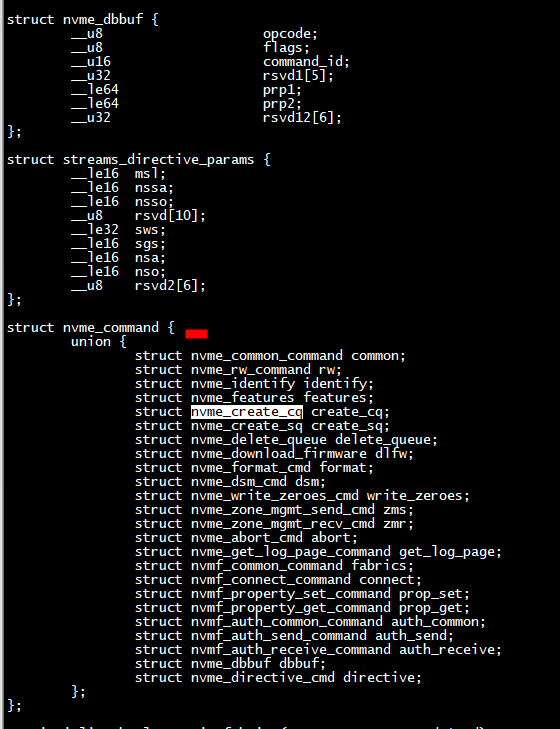 struct nvme_dbbuf {
__u8 opcode;
__u8 flags;
__u16 command_id;
__u32 rsvd1[5];
__le64 prp1;
__le64 prp2;
__u32 rsvd12[6];
};
struct streams_directive_params {
__le16 msl;
__le16 nssa;
__le16 nsso;
__u8 rsvd[10];
__le32 sws;
__le16 sgs;
__le16 nsa;
__le16 nso;
__u8 rsvd2[6];
};
struct nvme_command {
union {
struct nvme_common_command common;
struct nvme_rw_command rw;
struct nvme_identify identify;
struct nvme_features features;
struct nvme_create_cq create_cq;
struct nvme_create_sq create_sq;
struct nvme_delete_queue delete_queue;
struct nvme_download_firmware dlfw;
struct nvme_format_cmd format;
struct nvme_dsm_cmd dsm;
struct nvme_write_zeroes_cmd write_zeroes;
struct nvme_zone_mgmt_send_cmd zms;
struct nvme_zone_mgmt_recv_cmd zmr;
struct nvme_abort_cmd abort;
struct nvme_get_log_page_command get_log_page;
struct nvmf_common_command fabrics;
struct nvmf_connect_command connect;
struct nvmf_property_set_command prop_set;
struct nvmf_property_get_command prop_get;
struct nvmf_auth_common_command auth_common;
struct nvmf_auth_send_command auth_send;
struct nvmf_auth_receive_command auth_receive;
struct nvme_dbbuf dbbuf;
struct nvme_directive_cmd directive;
};
};